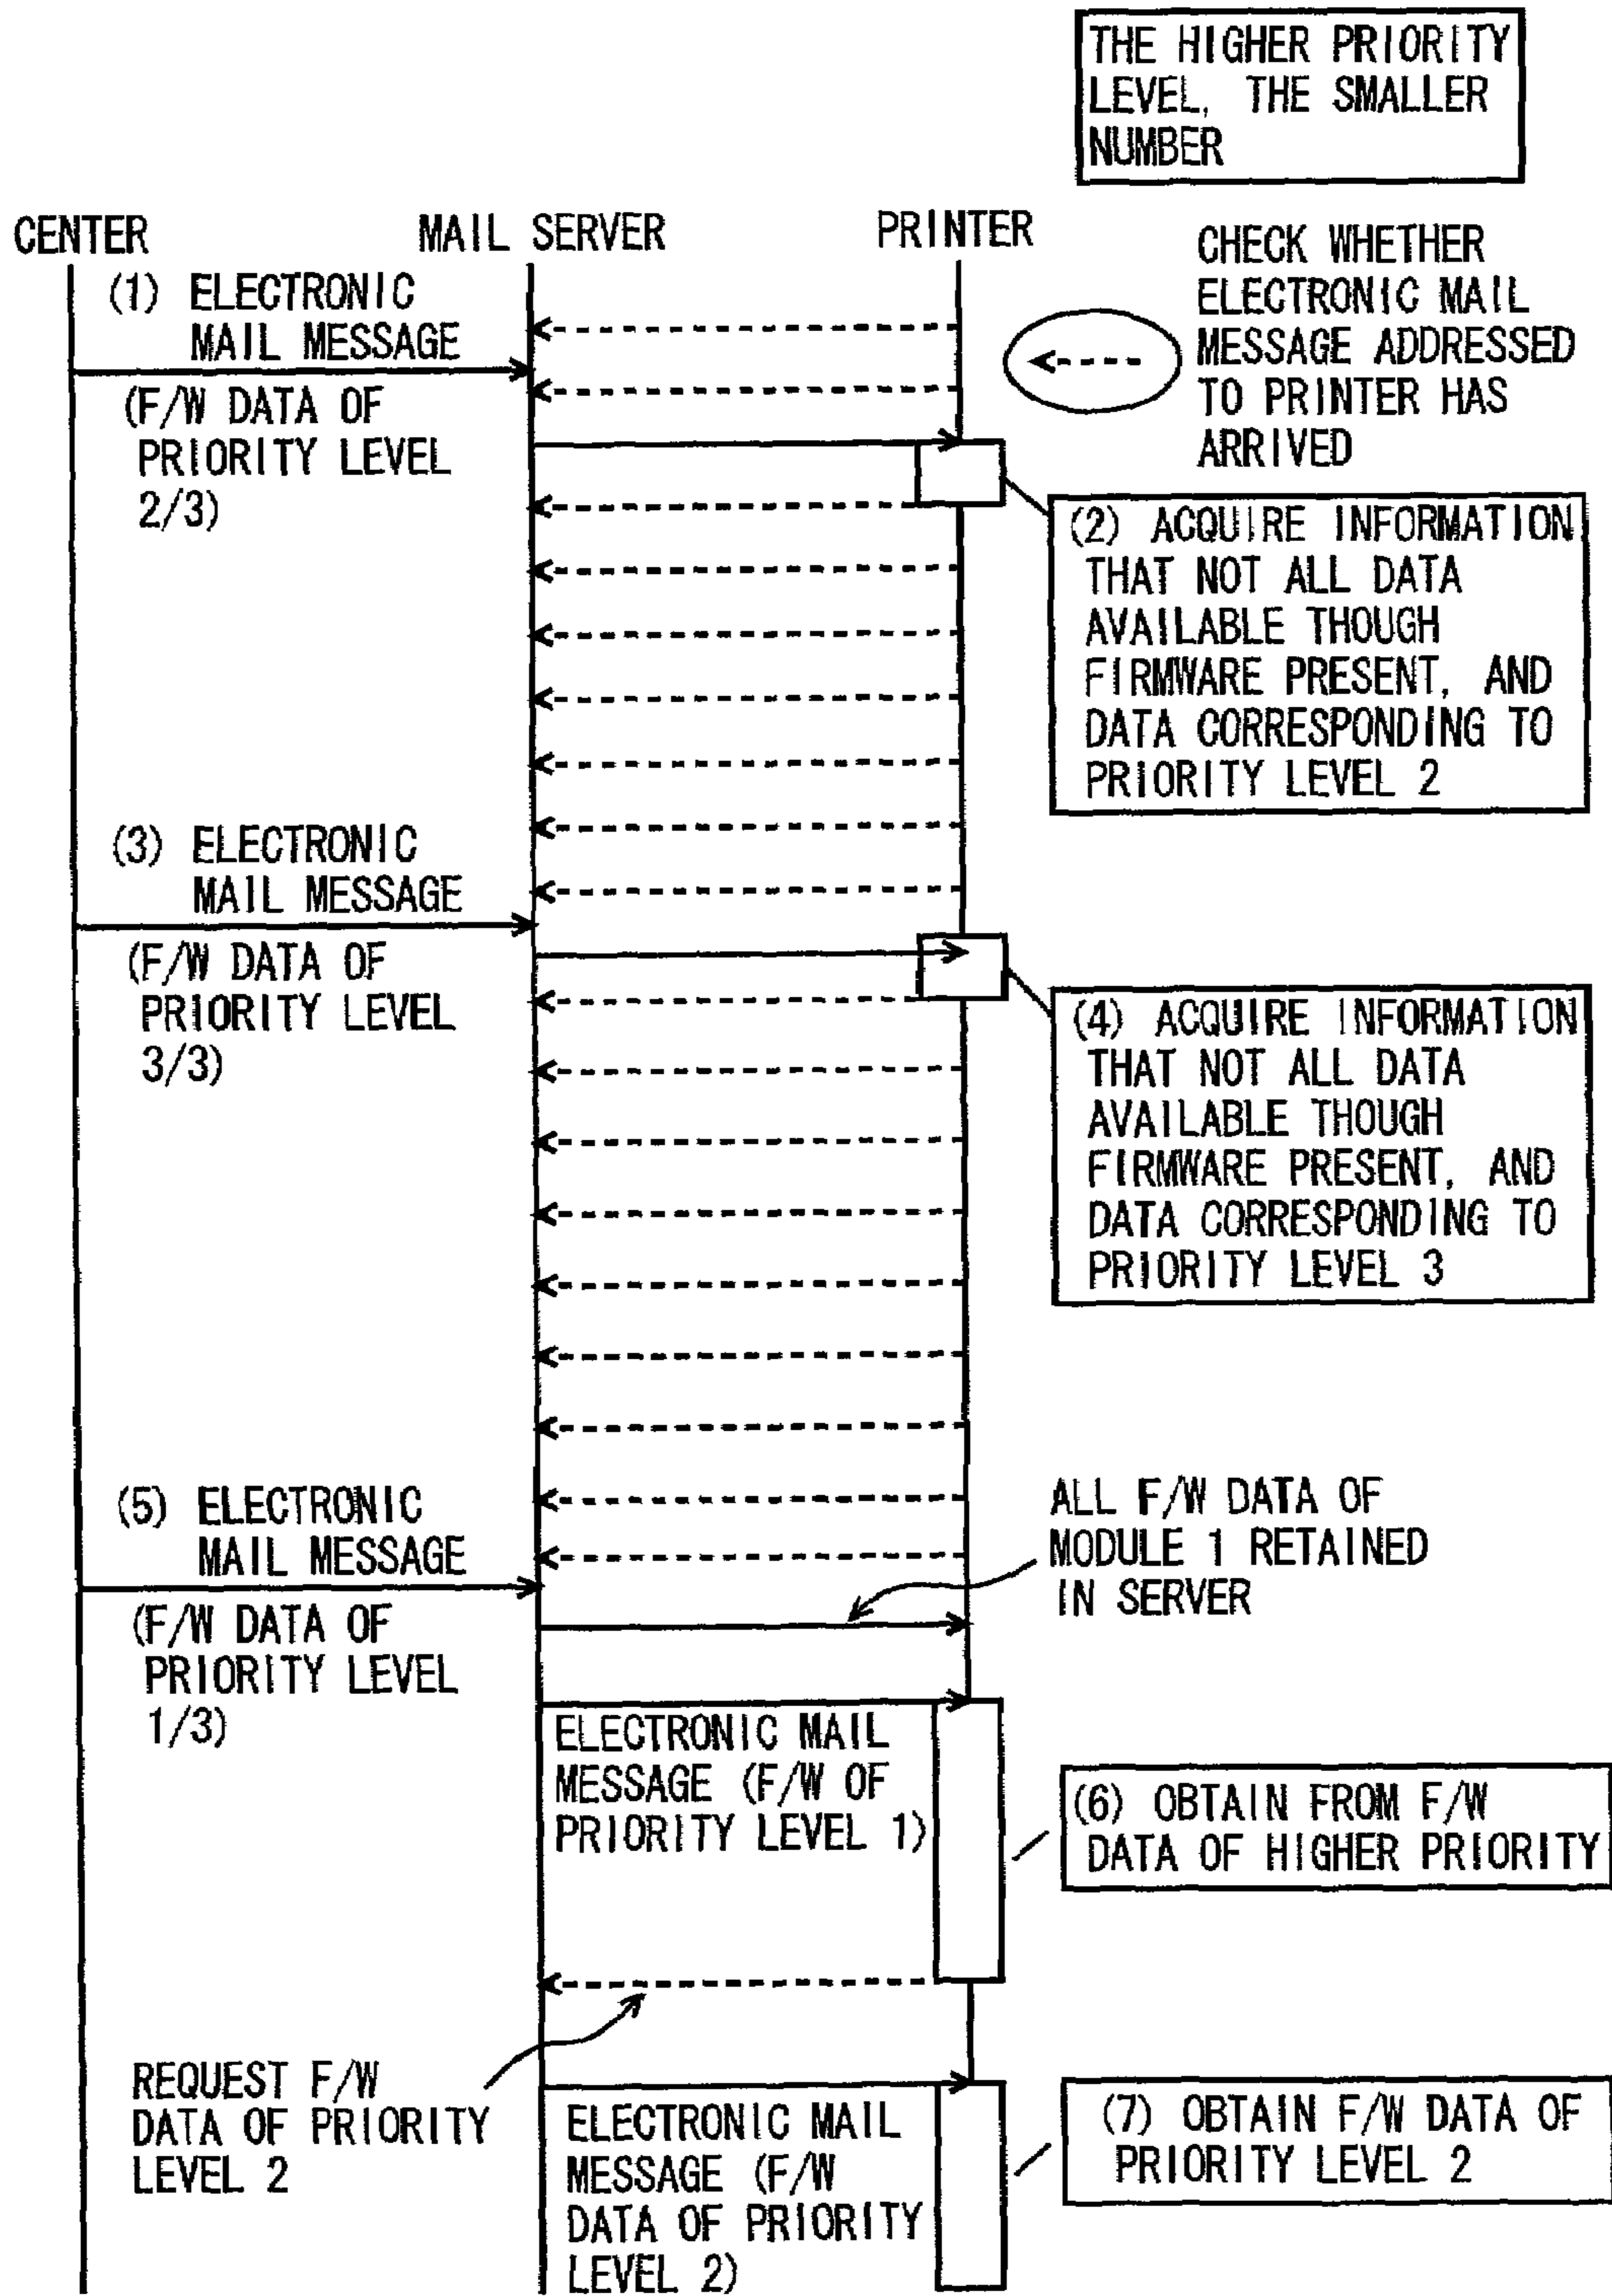 THE HIGHER PRIORITY
LEVEL, THE SMALLER
NUMBER
CENTER
MAIL SERVER
PRINTER
CHECK WHETHER
ELECTRONIC MAIL
MESSAGE ADDRESSED
TO PRINTER HAS
ARRIVED
(1) ELECTRONIC
MAIL MESSAGE
(F/W DATA OF
PRIORITY LEVEL
2/3)
(2) ACQUIRE INFORMATION
THAT NOT ALL DATA
AVAILABLE THOUGH
FIRMWARE PRESENT, AND
DATA CORRESPONDING TO
PRIORITY LEVEL 2
(3) ELECTRONIC
MAIL MESSAGE
(F/W DATA OF
PRIORITY LEVEL
3/3)
(4) ACQUIRE INFORMATION
THAT NOT ALL DATA
AVAILABLE THOUGH
FIRMWARE PRESENT, AND
DATA CORRESPONDING TO
PRIORITY LEVEL 3
(5) ELECTRONIC
MAIL MESSAGE
(F/W DATA OF
PRIORITY LEVEL
1/3)
ALL F/W DATA OF
MODULE 1 RETAINED
IN SERVER
ELECTRONIC MAIL
MESSAGE (F/W OF
PRIORITY LEVEL 1)
(6) OBTAIN FROM F/W
DATA OF HIGHER PRIORITY
REQUEST F/W
DATA OF PRIORITY
LEVEL 2
ELECTRONIC MAIL
MESSAGE (F/W
DATA OF PRIORITY
LEVEL 2)
(7) OBTAIN F/W DATA OF
PRIORITY LEVEL 2